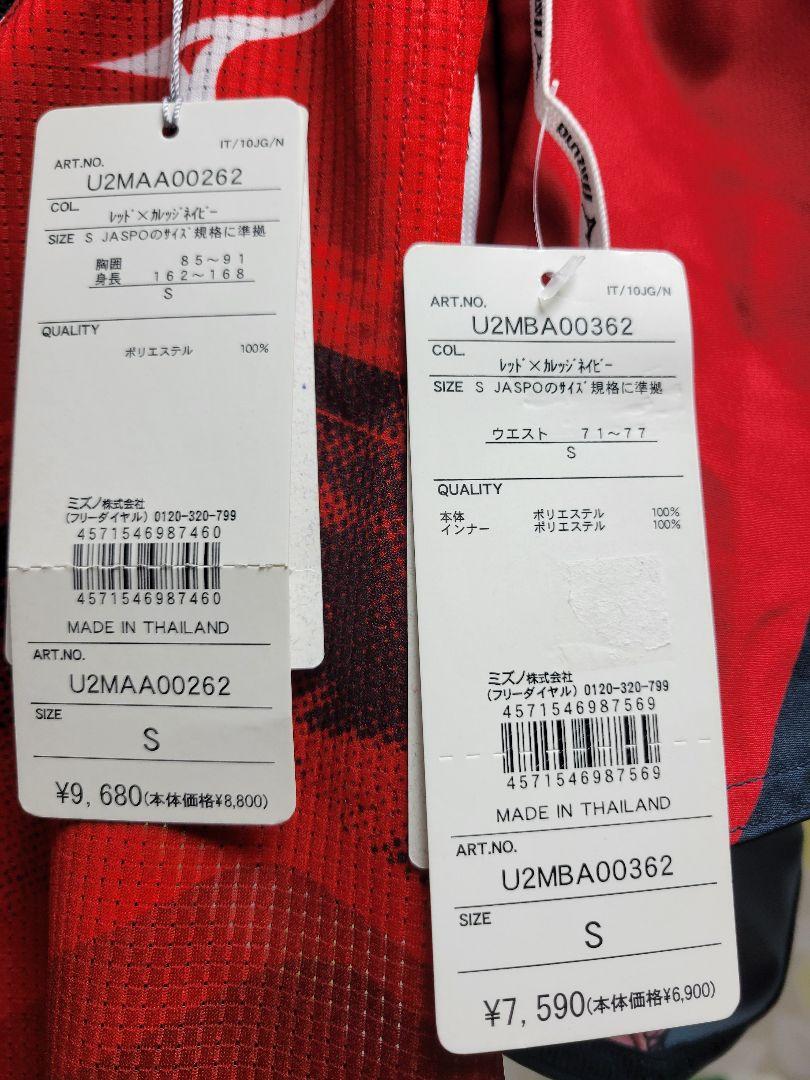 IT/10JG/N
ART.NO.
U2MAA00262
COL.
ﾚｯﾄﾞ×ｶﾚｯｼﾞﾈｲﾋﾞｰ
SIZE S JASPOのｻｲｽﾞ規格に準拠
胸囲 85～91
身長 162～168
S
QUALITY
ポリエステル 100%
ミズノ株式会社
(フリーダイヤル) 0120-320-799
4571546987460
4571546987460
MADE IN THAILAND
ART.NO.
U2MAA00262
SIZE
S
¥9,680(本体価格¥8,800)
IT/10JG/N
ART.NO.
U2MBA00362
COL.
ﾚｯﾄﾞ×ｶﾚｯｼﾞﾈｲﾋﾞｰ
SIZE S JASPOのｻｲｽﾞ規格に準拠
ウエスト 71～77
S
QUALITY
本体 ポリエステル 100%
インナー ポリエステル 100%
ミズノ株式会社
(フリーダイヤル) 0120-320-799
4571546987569
4571546987569
MADE IN THAILAND
ART.NO.
U2MBA00362
SIZE
S
¥7,590(本体価格¥6,900)